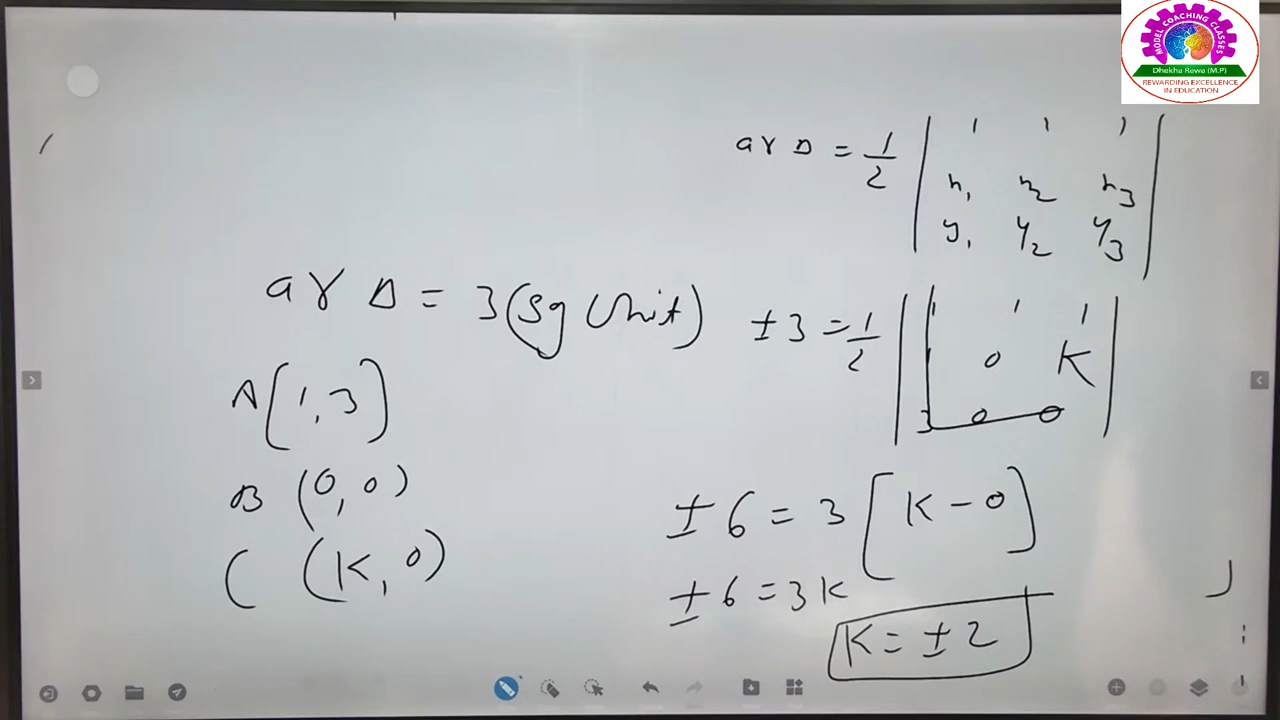 MODEL COACHING CLASSES
Dhekha Rewa (M.P)
REWARDING EXCELLENCE
IN EDUCATION
ar Δ = 1/2 | 1 1 1
x₁ x₂ x₃
y₁ y₂ y₃ |
ar Δ = 3 (Sq Unit)
A (1, 3)
B (0, 0)
C (K, 0)
±3 = 1/2 | 1 1 1
1 0 K
3 0 0 |
±6 = 3 [K - 0]
±6 = 3K
K = ±2